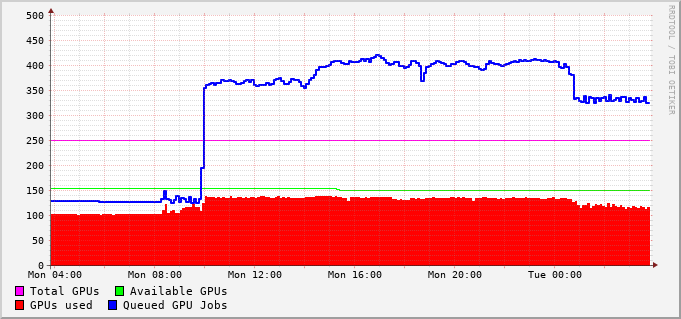 500
450
400
350
300
250
200
150
100
50
0
Mon 04:00 Mon 08:00 Mon 12:00 Mon 16:00 Mon 20:00 Tue 00:00
Total GPUs Available GPUs
GPUs used Queued GPU Jobs
RRDTOOL / TOBI OETIKER